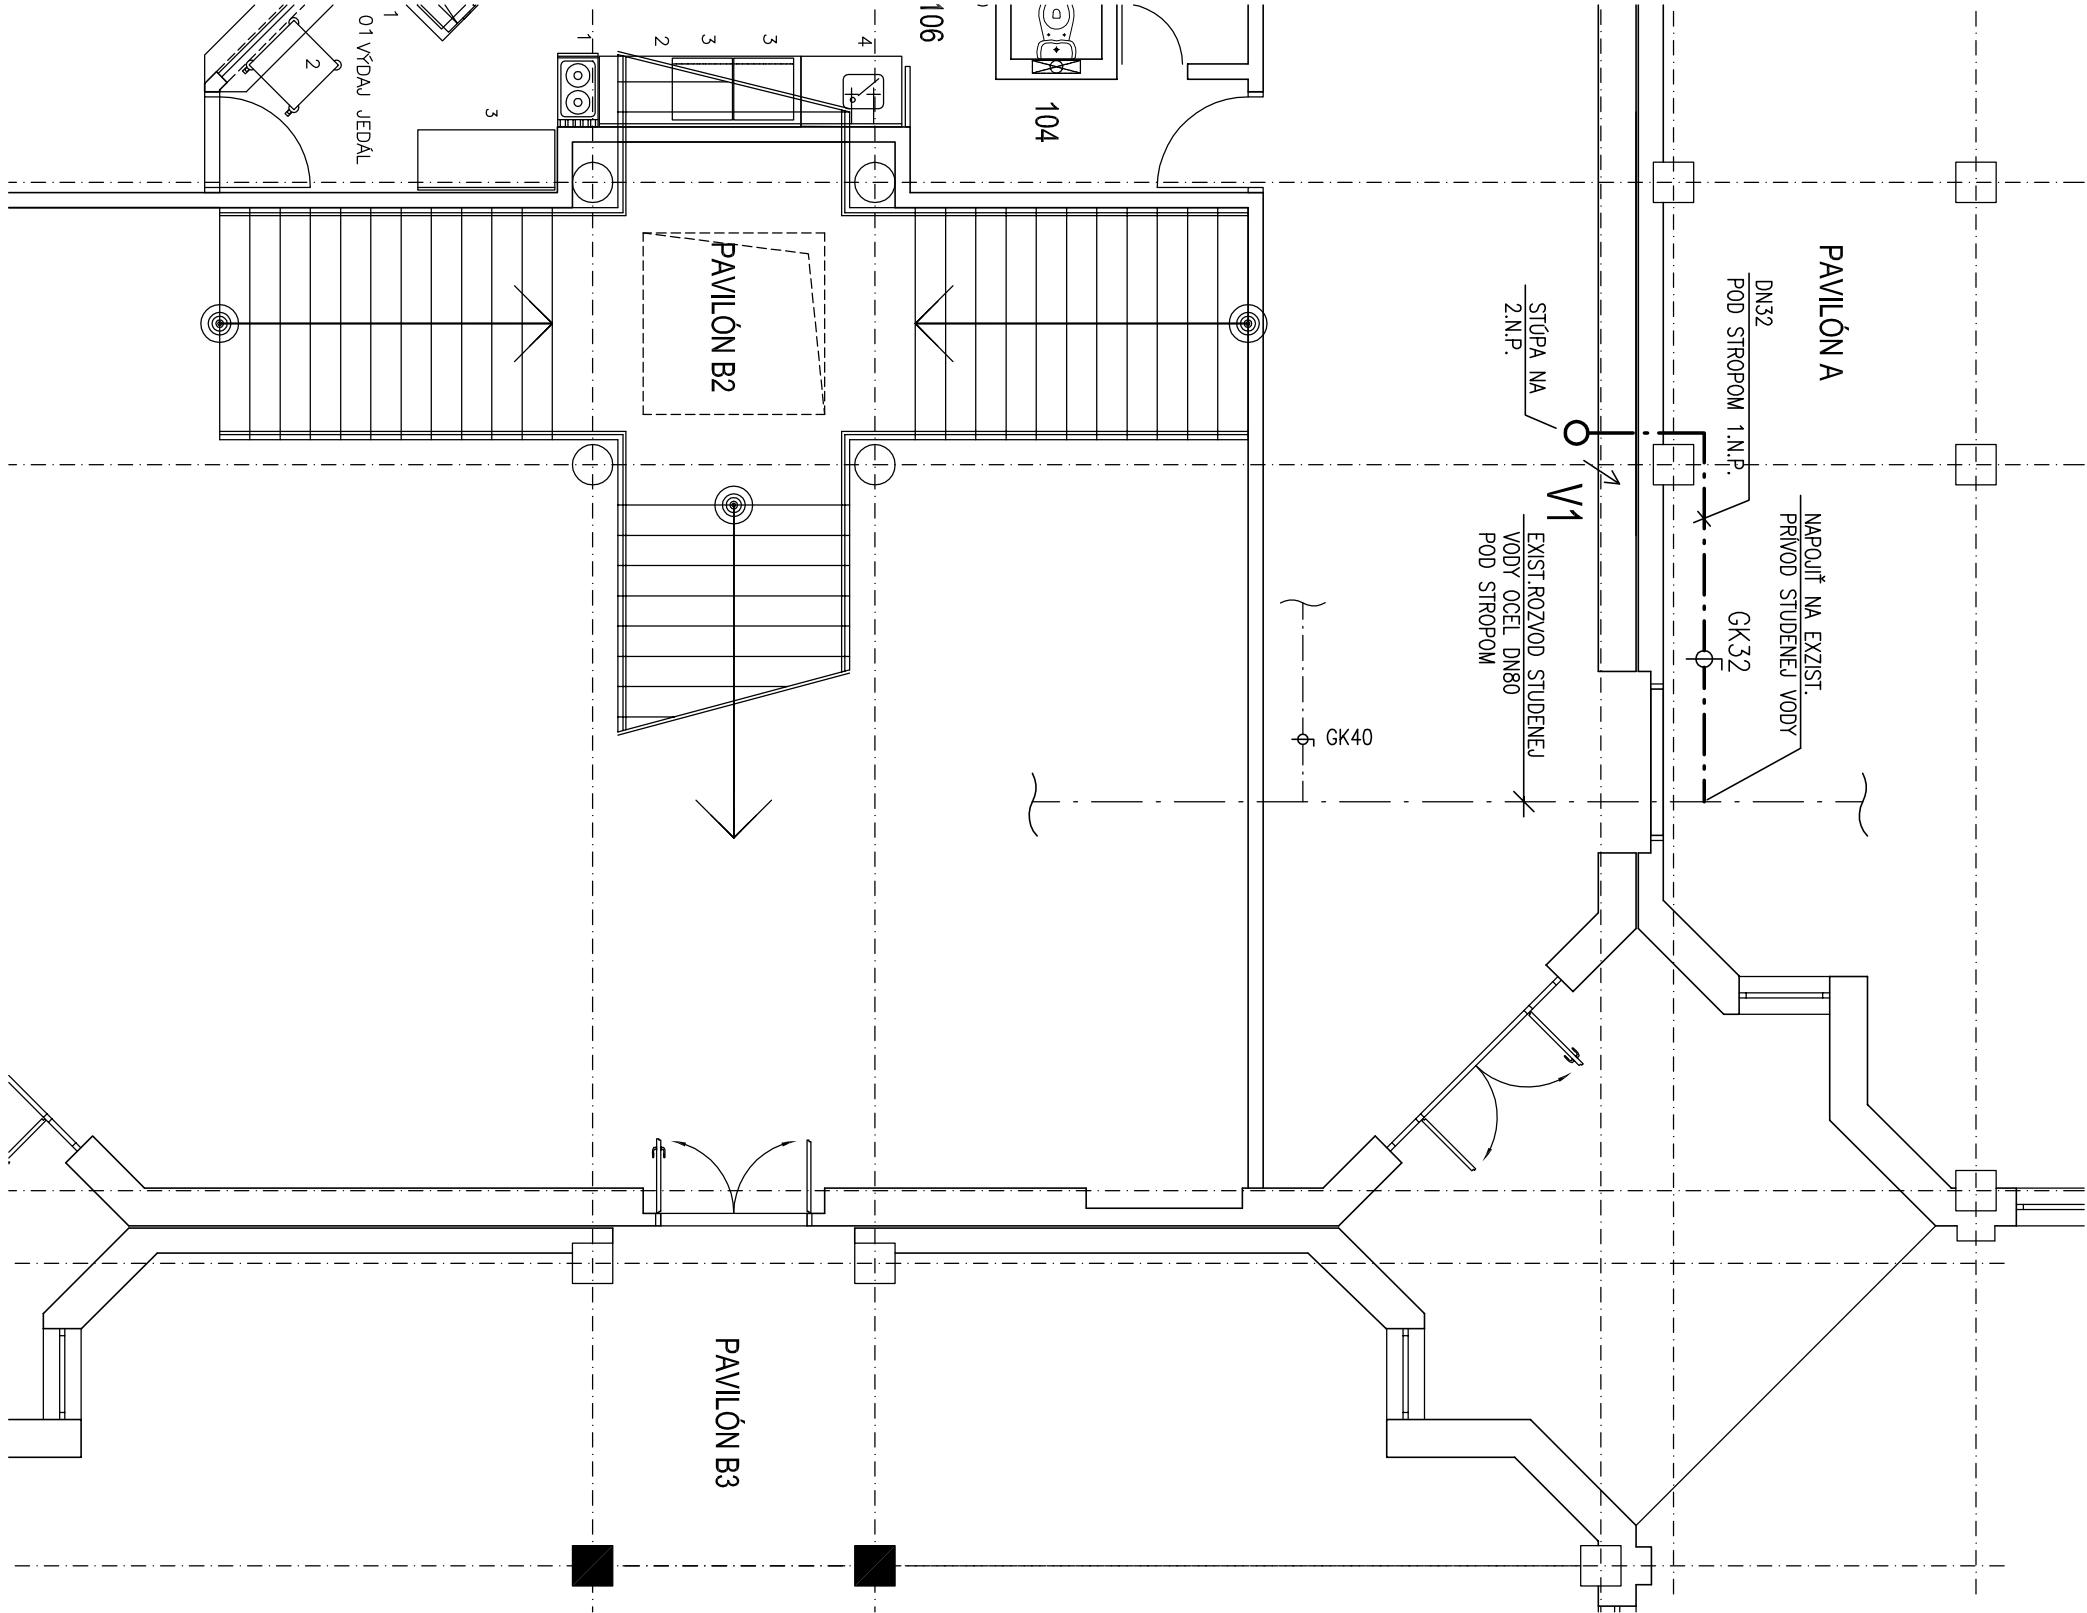 106
104
1
01 VÝDAJ JEDÁL
2
3
1
2
3
3
4
PAVILÓN B2
PAVILÓN A
DN32
POD STROPOM 1.N.P.
STÚPA NA
2.N.P.
V1
NAPOJIŤ NA EXZIST.
PRÍVOD STUDENEJ VODY
GK32
EXIST.ROZVOD STUDENEJ
VODY OCEL DN80
POD STROPOM
GK40
PAVILÓN B3